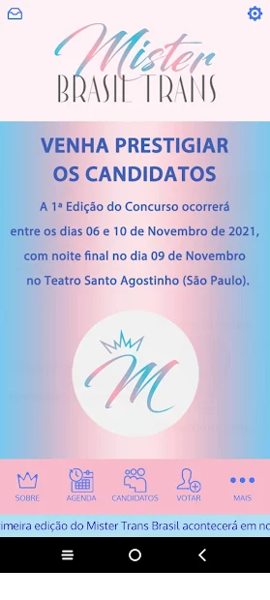 Mister
BRASIL TRANS
VENHA PRESTIGIAR
OS CANDIDATOS
A 1ª Edição do Concurso ocorrerá
entre os dias 06 e 10 de Novembro de 2021,
com noite final no dia 09 de Novembro
no Teatro Santo Agostinho (São Paulo).
M
SOBRE AGENDA CANDIDATOS VOTAR MAIS
imeira edição do Mister Trans Brasil acontecerá em no